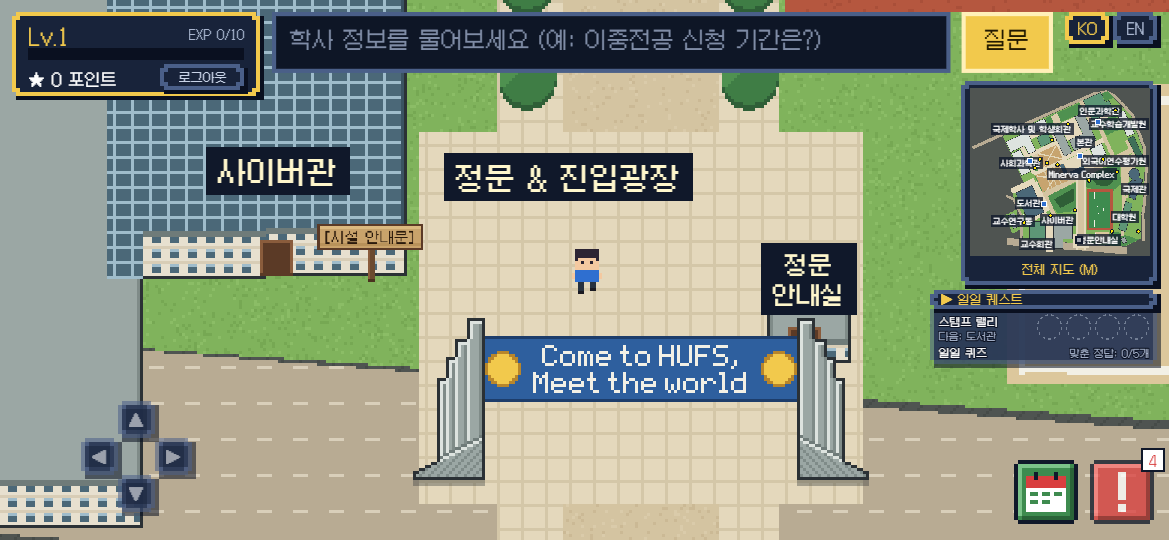 Lv.1
EXP 0/10
★ 0 포인트
로그아웃
학사 정보를 물어보세요 (예: 이중전공 신청 기간은?)
질문
KO
EN
사이버관
정문 & 진입광장
[시설 안내문]
정문
안내실
Come to HUFS,
Meet the world
인문과학관
교수학습개발원
국제학사 및 학생회관
본관
사회과학관
외국어연수평가원
Minerva Complex
국제관
도서관
교수연구동
사이버관
대학원
교수회관
전체 지도 (M)
▶ 일일 퀘스트
스탬프 랠리
다음: 도서관
일일 퀴즈
맞춘 정답: 0/5개
4